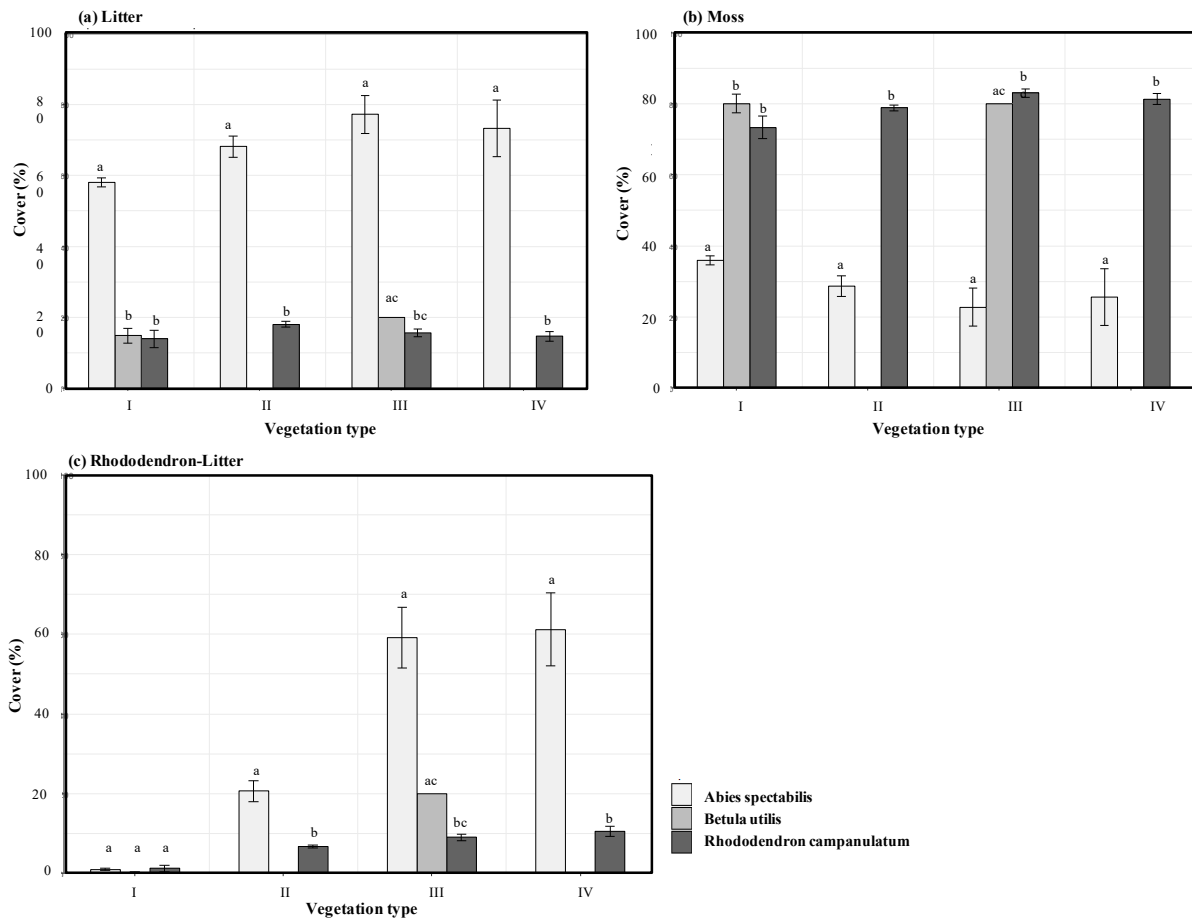 (a) Litter
100
8
0
6
0
4
0
2
0
0
Cover (%)
a
a
a
a
b
b
b
ac
bc
b
I
II
III
IV
Vegetation type
(b) Moss
100
80
60
40
20
0
Cover (%)
a
b
b
a
b
a
ac
b
a
b
I
II
III
IV
Vegetation type
(c) Rhododendron-Litter
100
80
60
40
20
0
Cover (%)
a
a
a
a
b
a
ac
bc
a
b
I
II
III
IV
Vegetation type
Abies spectabilis
Betula utilis
Rhododendron campanulatum